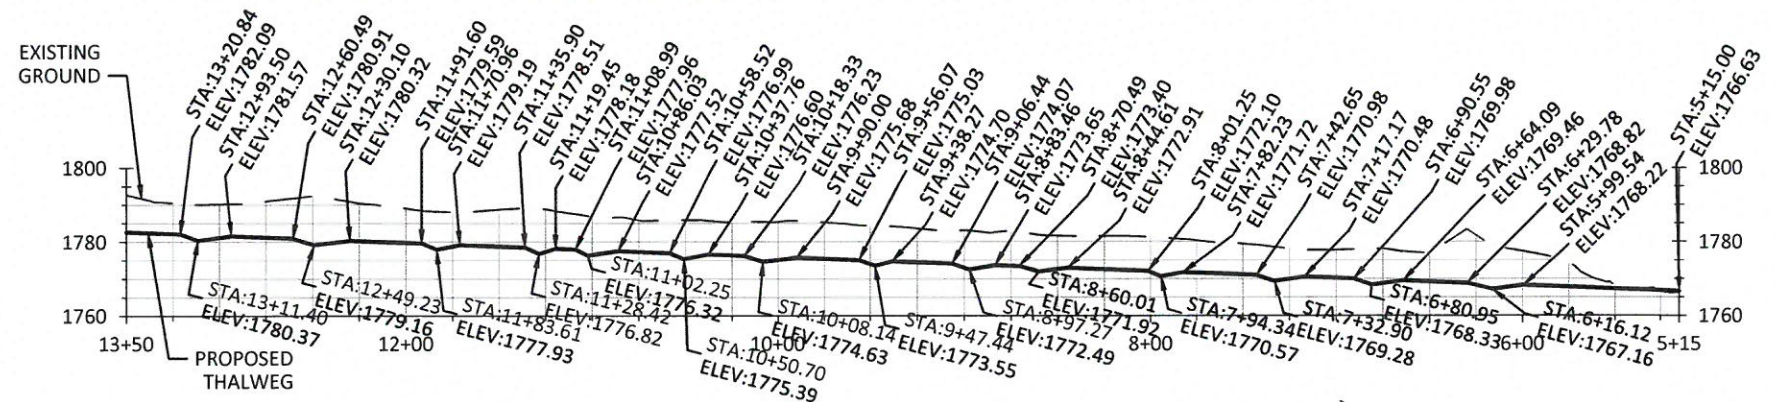 EXISTING
GROUND
STA:13+20.84
ELEV:1782.09
STA:12+93.50
ELEV:1781.57
STA:12+60.49
ELEV:1780.91
STA:12+30.10
ELEV:1780.32
STA:11+91.60
ELEV:1779.59
STA:11+70.96
ELEV:1779.19
STA:11+35.90
ELEV:1778.51
STA:11+19.45
ELEV:1778.18
STA:11+08.99
ELEV:1777.96
STA:10+86.03
ELEV:1777.52
STA:10+58.52
ELEV:1776.99
STA:10+37.76
ELEV:1776.60
STA:10+18.33
ELEV:1776.23
STA:9+90.00
ELEV:1775.68
STA:9+56.07
ELEV:1775.03
STA:9+38.27
ELEV:1774.70
STA:9+06.44
ELEV:1774.07
STA:8+83.46
ELEV:1773.65
STA:8+70.49
ELEV:1773.40
STA:8+44.61
ELEV:1772.91
STA:8+01.25
ELEV:1772.10
STA:7+82.23
ELEV:1771.72
STA:7+42.65
ELEV:1770.98
STA:7+17.17
ELEV:1770.48
STA:6+90.55
ELEV:1769.98
STA:6+64.09
ELEV:1769.46
STA:6+29.78
ELEV:1768.82
STA:5+99.54
ELEV:1768.22
STA:5+15.00
ELEV:1766.63
1800
1780
1760
1800
1780
1760
STA:13+11.40
ELEV:1780.37
STA:12+49.23
ELEV:1779.16
STA:11+83.61
ELEV:1777.93
STA:11+28.42
ELEV:1776.82
STA:11+02.25
ELEV:1776.32
STA:10+50.70
ELEV:1775.39
STA:10+08.14
ELEV:1774.63
STA:9+47.44
ELEV:1773.55
STA:8+97.27
ELEV:1772.49
STA:8+60.01
ELEV:1771.92
STA:7+94.34
ELEV:1770.57
STA:7+32.90
ELEV:1769.28
STA:6+80.95
ELEV:1768.33
STA:6+16.12
ELEV:1767.16
13+50
12+00
10+00
8+00
6+00
5+15
PROPOSED
THALWEG